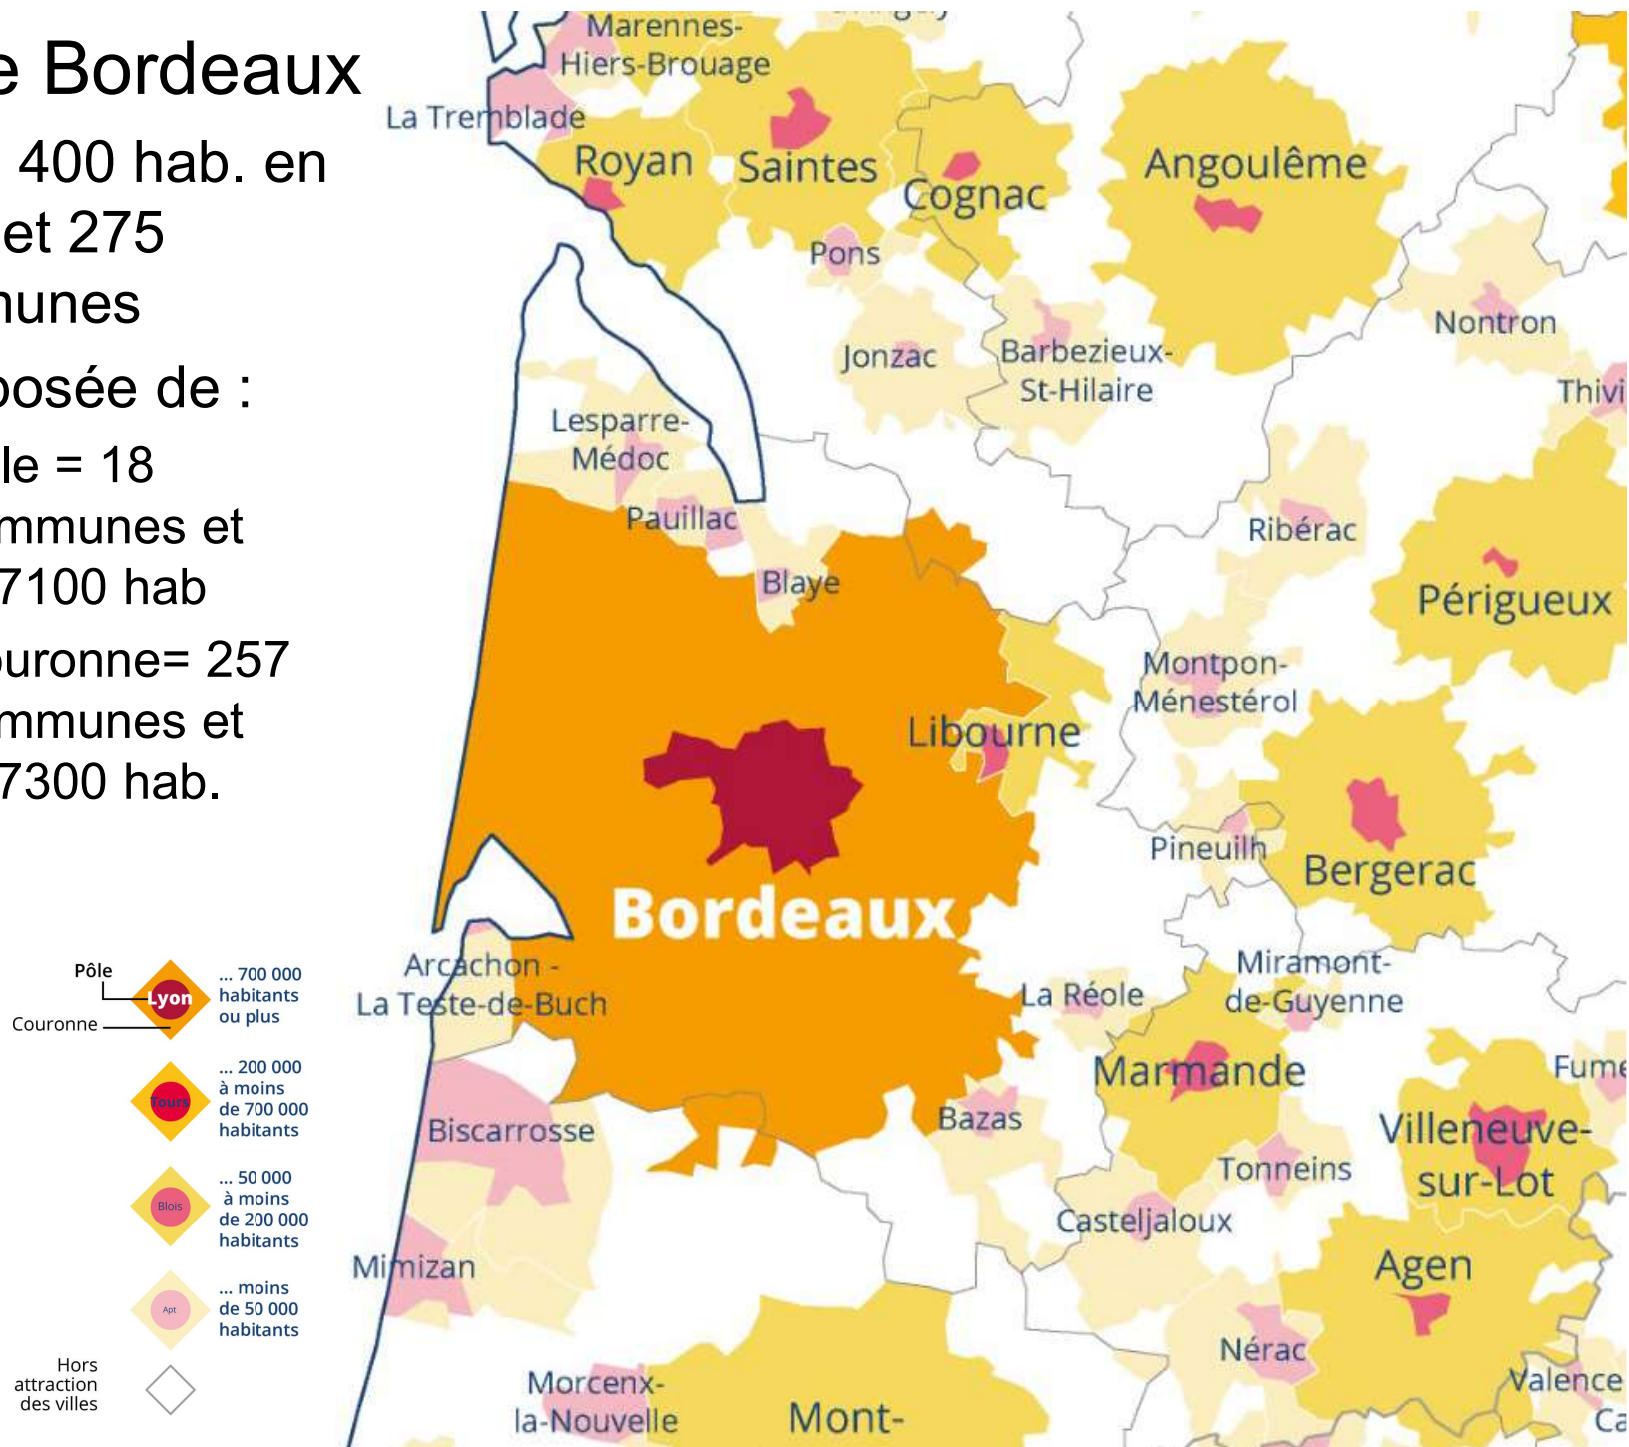 e Bordeaux
400 hab. en
et 275
munes
posée de :
le = 18
mmunes et
7100 hab
ouronne= 257
mmunes et
7300 hab.
Pôle
Couronne
Lyon
... 700 000
habitants
ou plus
Tours
... 200 000
à moins
de 700 000
habitants
Blois
... 50 000
à moins
de 200 000
habitants
Apt
... moins
de 50 000
habitants
Hors
attraction
des villes
Marennes-
Hiers-Brouage
La Tremblade
Royan
Saintes
Cognac
Angoulême
Pons
Nontron
Jonzac
Barbezieux-
St-Hilaire
Thivi
Lesparre-
Médoc
Pauillac
Ribérac
Blaye
Périgueux
Montpon-
Ménestérol
Libourne
Pineuilh
Bergerac
Bordeaux
Arcachon -
La Teste-de-Buch
La Réole
Miramont-
de-Guyenne
Marmande
Fume
Biscarrosse
Bazas
Villeneuve-
sur-Lot
Tonneins
Casteljaloux
Mimizan
Agen
Nérac
Morcenx-
la-Nouvelle
Mont-
Valence
Ca